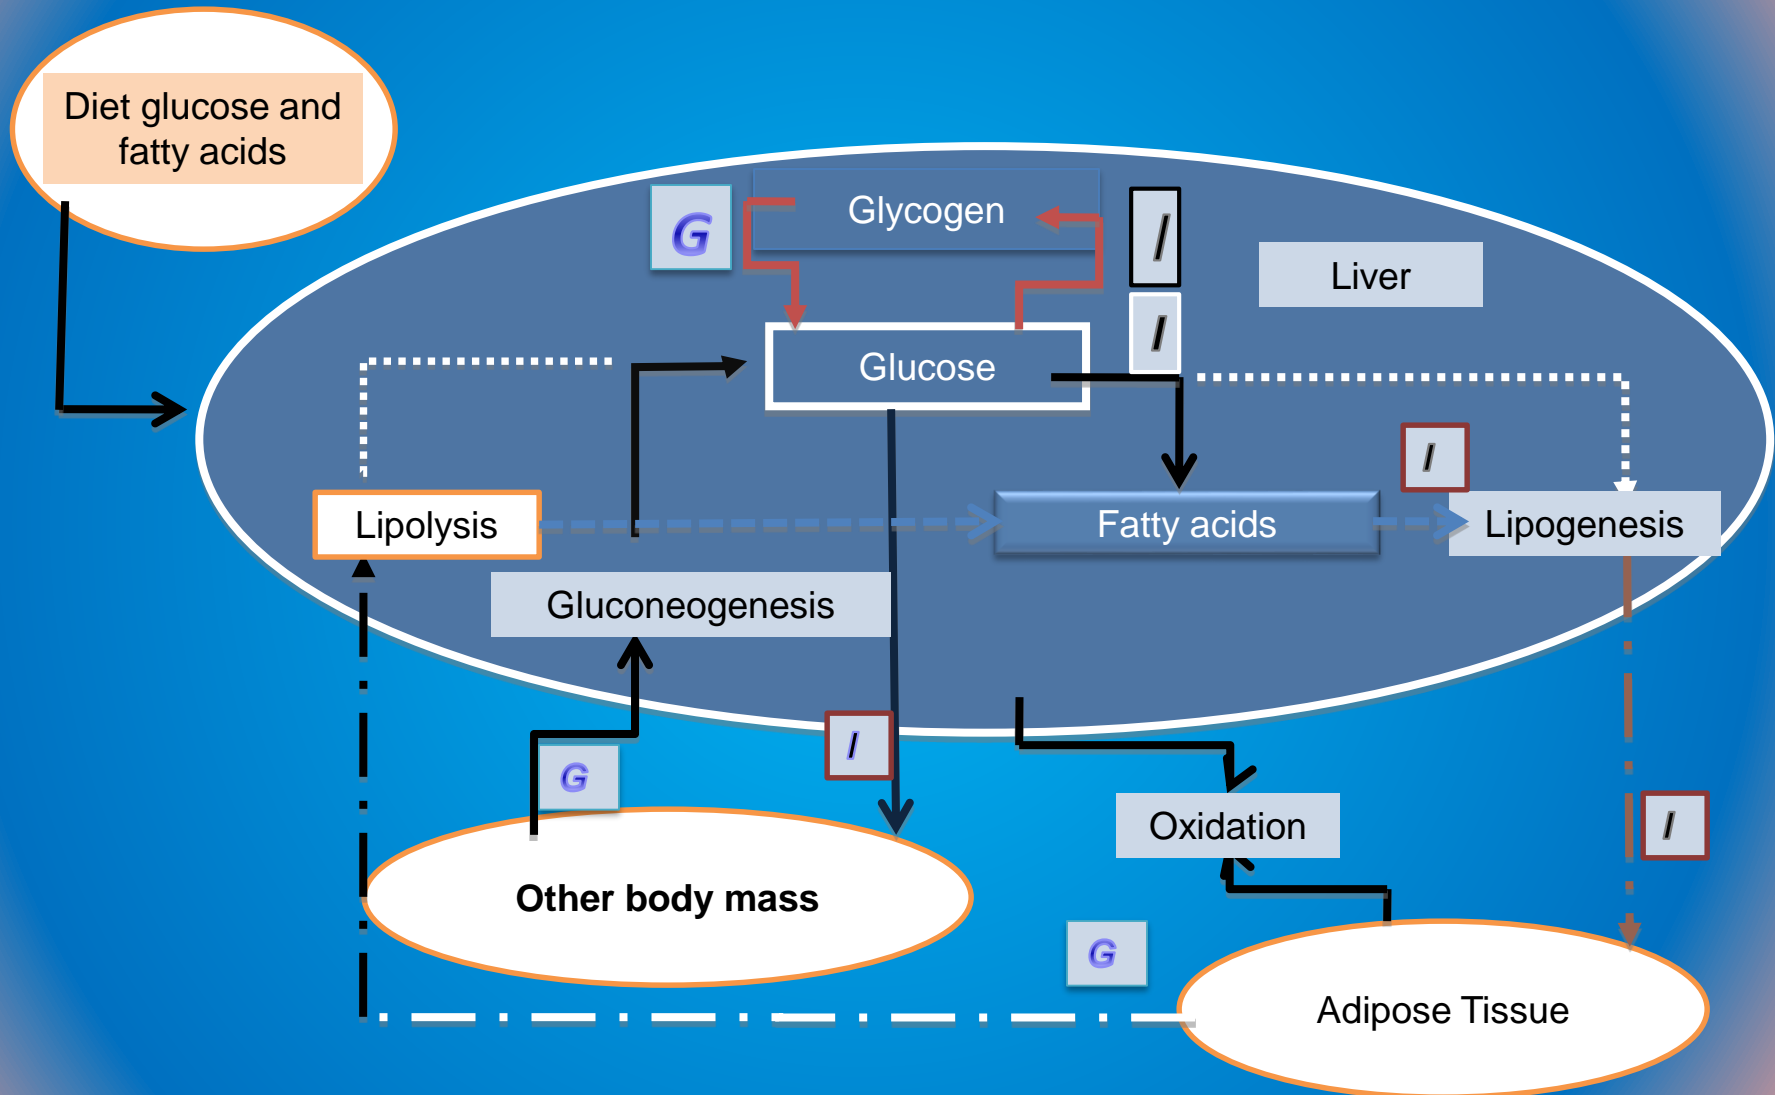 Diet glucose and
fatty acids
G
Glycogen
I
Liver
I
Glucose
I
Lipolysis
Fatty acids
Lipogenesis
Gluconeogenesis
I
G
I
Oxidation
Other body mass
G
Adipose Tissue